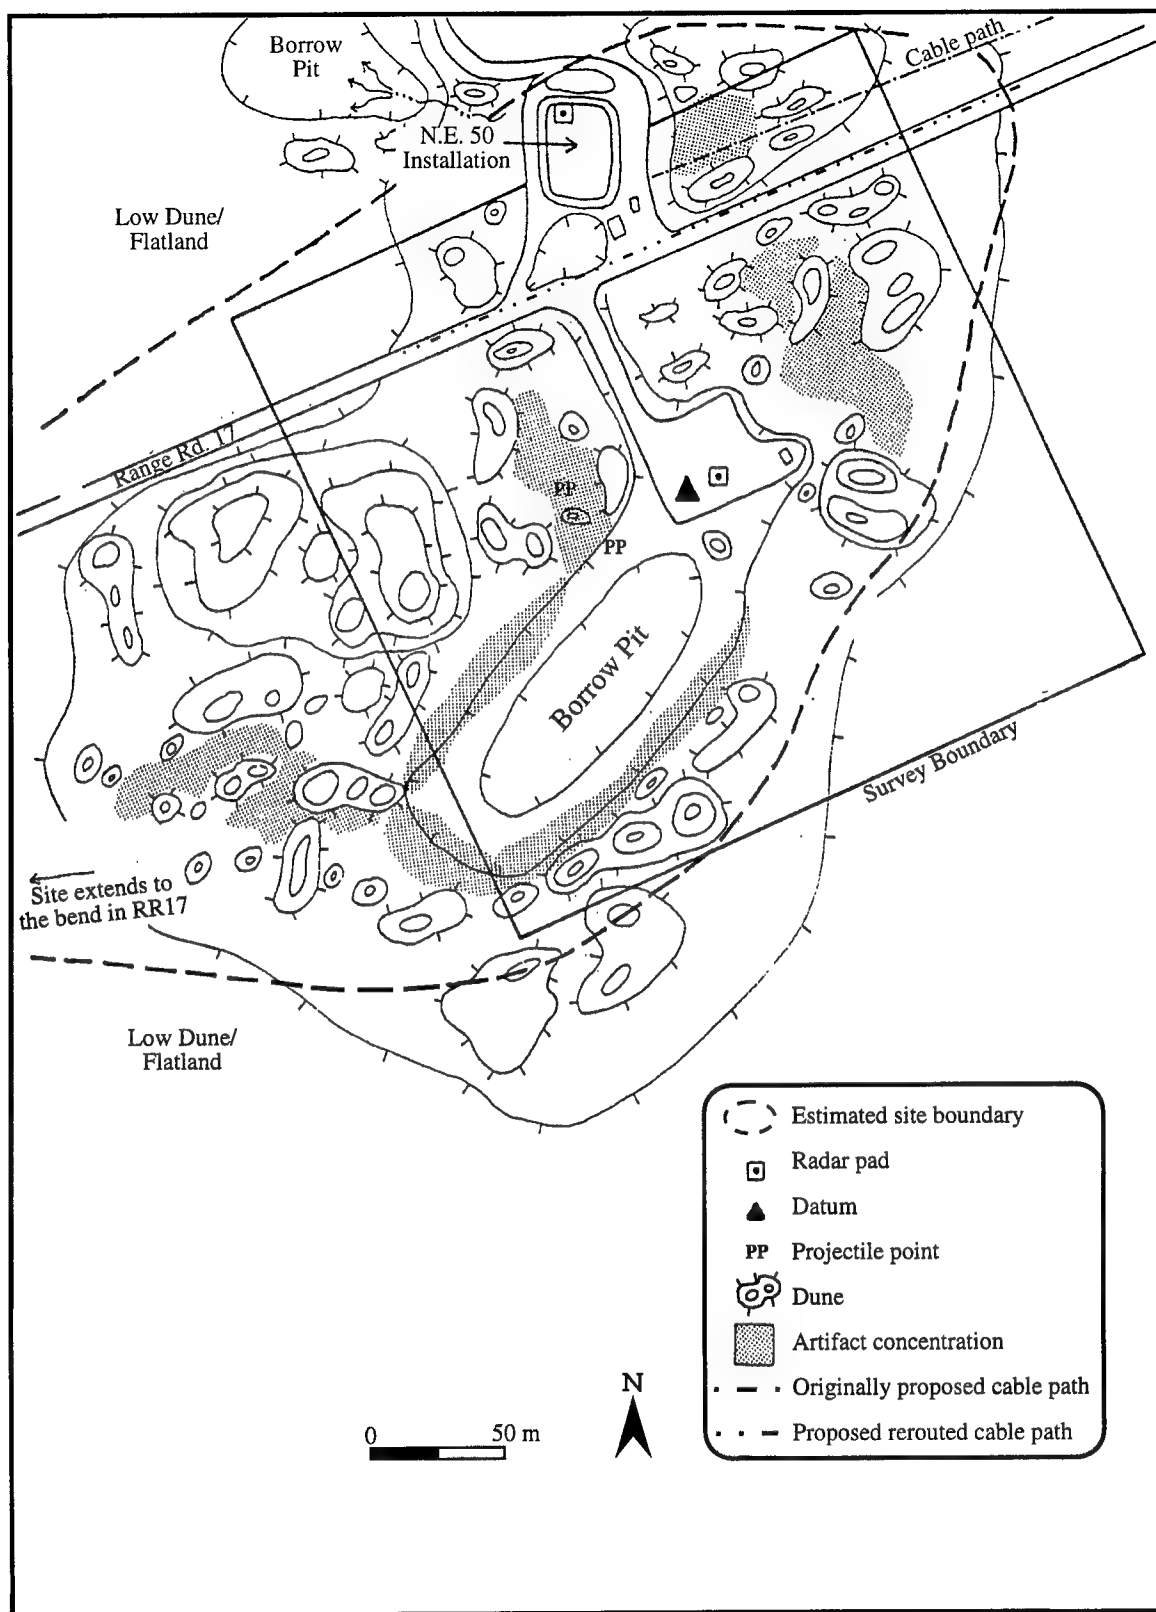 Borrow
Pit
Cable path
N.E. 50
Installation
Low Dune/
Flatland
Range Rd. 17
PP
PP
Borrow Pit
Survey Boundary
Site extends to
the bend in RR17
Low Dune/
Flatland
Estimated site boundary
Radar pad
Datum
PP Projectile point
Dune
Artifact concentration
Originally proposed cable path
Proposed rerouted cable path
N
0 50 m